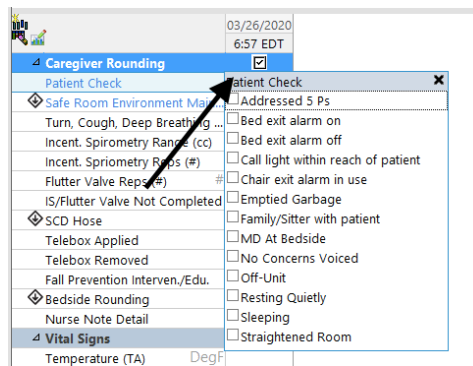 03/26/2020
6:57 EDT
Caregiver Rounding
Patient Check
Safe Room Environment Main...
Turn, Cough, Deep Breathing ...
Incent. Spirometry Range (cc)
Incent. Spirometry Reps (#)
Flutter Valve Reps (#) #
IS/Flutter Valve Not Completed
SCD Hose
Telebox Applied
Telebox Removed
Fall Prevention Interven./Edu.
Bedside Rounding
Nurse Note Detail
Vital Signs
Temperature (TA) DegF
Patient Check
Addressed 5 Ps
Bed exit alarm on
Bed exit alarm off
Call light within reach of patient
Chair exit alarm in use
Emptied Garbage
Family/Sitter with patient
MD At Bedside
No Concerns Voiced
Off-Unit
Resting Quietly
Sleeping
Straightened Room